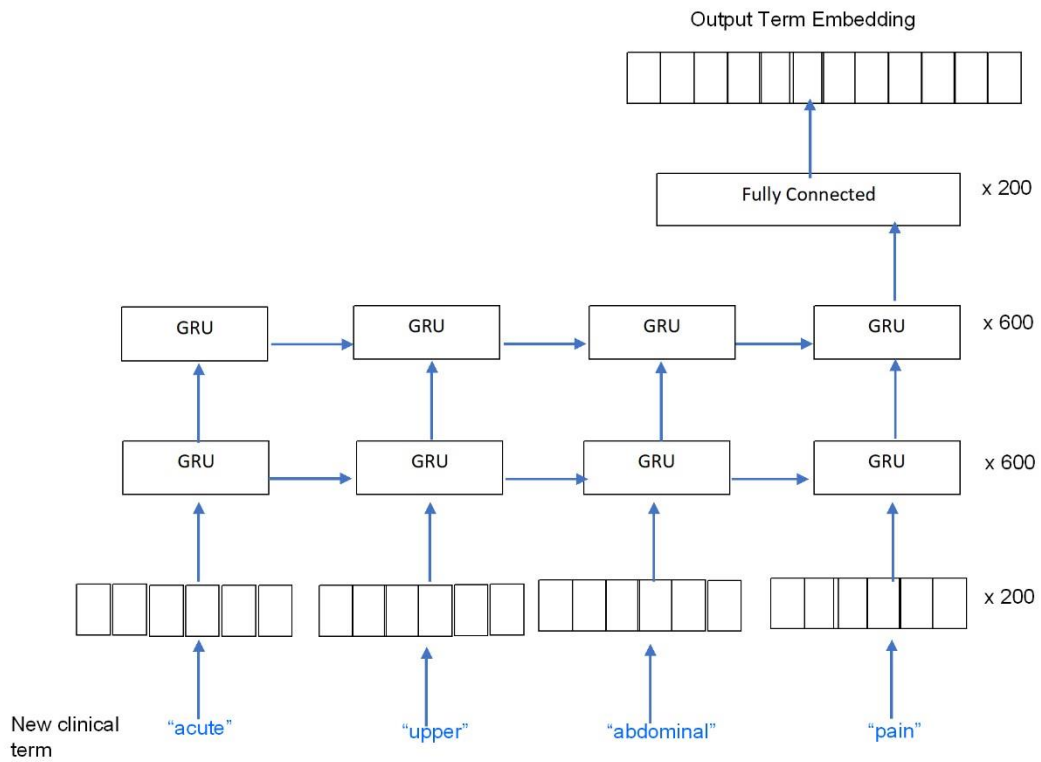 Output Term Embedding
Fully Connected
x 200
GRU
GRU
GRU
GRU
x 600
GRU
GRU
GRU
GRU
x 600
x 200
New clinical
term
“acute”
“upper”
“abdominal”
“pain”